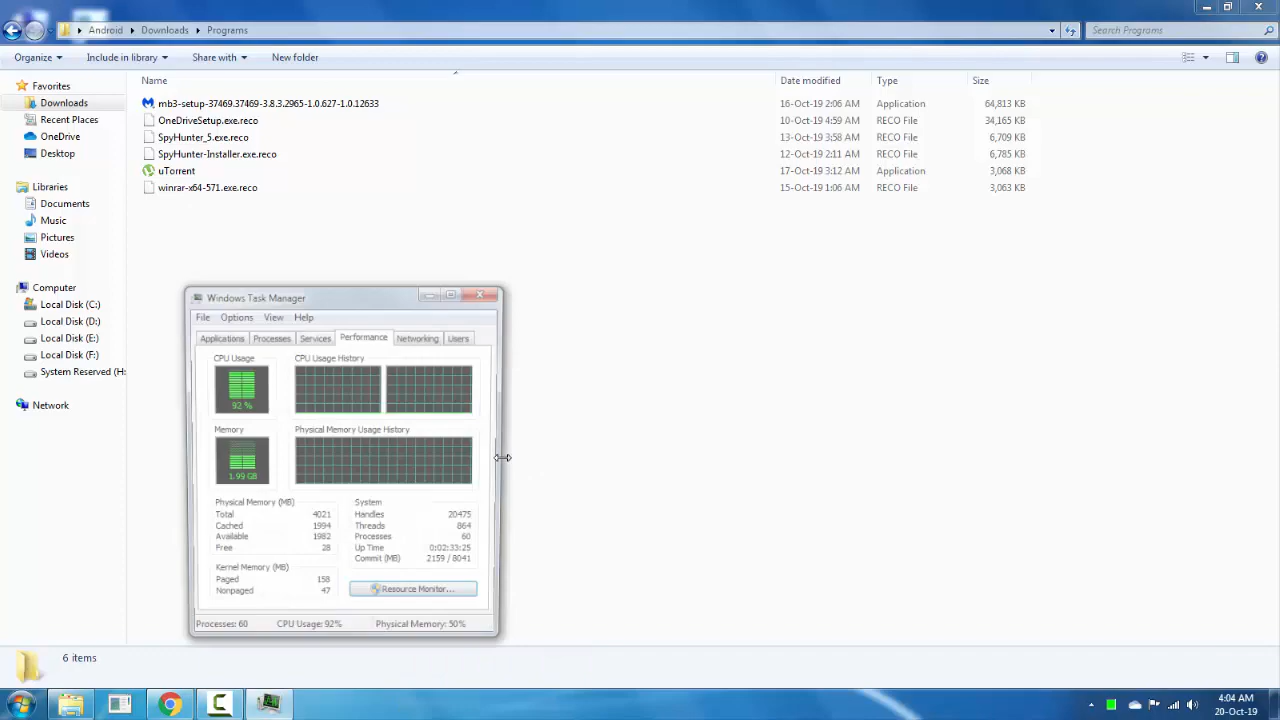 Android Downloads Programs
Search Programs
Organize Include in library Share with New folder
Name Date modified Type Size
Favorites
Downloads
Recent Places
OneDrive
Desktop
Libraries
Documents
Music
Pictures
Videos
Computer
Local Disk (C:)
Local Disk (D:)
Local Disk (E:)
Local Disk (F:)
System Reserved (H:
Network
mb3-setup-37469.37469-3.8.3.2965-1.0.627-1.0.12633 16-Oct-19 2:06 AM Application 64,813 KB
OneDriveSetup.exe.reco 10-Oct-19 4:59 AM RECO File 34,165 KB
SpyHunter_5.exe.reco 13-Oct-19 3:58 AM RECO File 6,709 KB
SpyHunter-Installer.exe.reco 12-Oct-19 2:11 AM RECO File 6,785 KB
uTorrent 17-Oct-19 3:12 AM Application 3,068 KB
winrar-x64-571.exe.reco 15-Oct-19 1:06 AM RECO File 3,063 KB
Windows Task Manager
File Options View Help
Applications Processes Services Performance Networking Users
CPU Usage CPU Usage History
92 %
Memory Physical Memory Usage History
1.99 GB
Physical Memory (MB)
Total 4021
Cached 1994
Available 1982
Free 28
System
Handles 20475
Threads 864
Processes 60
Up Time 0:02:33:25
Commit (MB) 2159 / 8041
Kernel Memory (MB)
Paged 158
Nonpaged 47
Resource Monitor...
Processes: 60 CPU Usage: 92% Physical Memory: 50%
6 items
4:04 AM
20-Oct-19